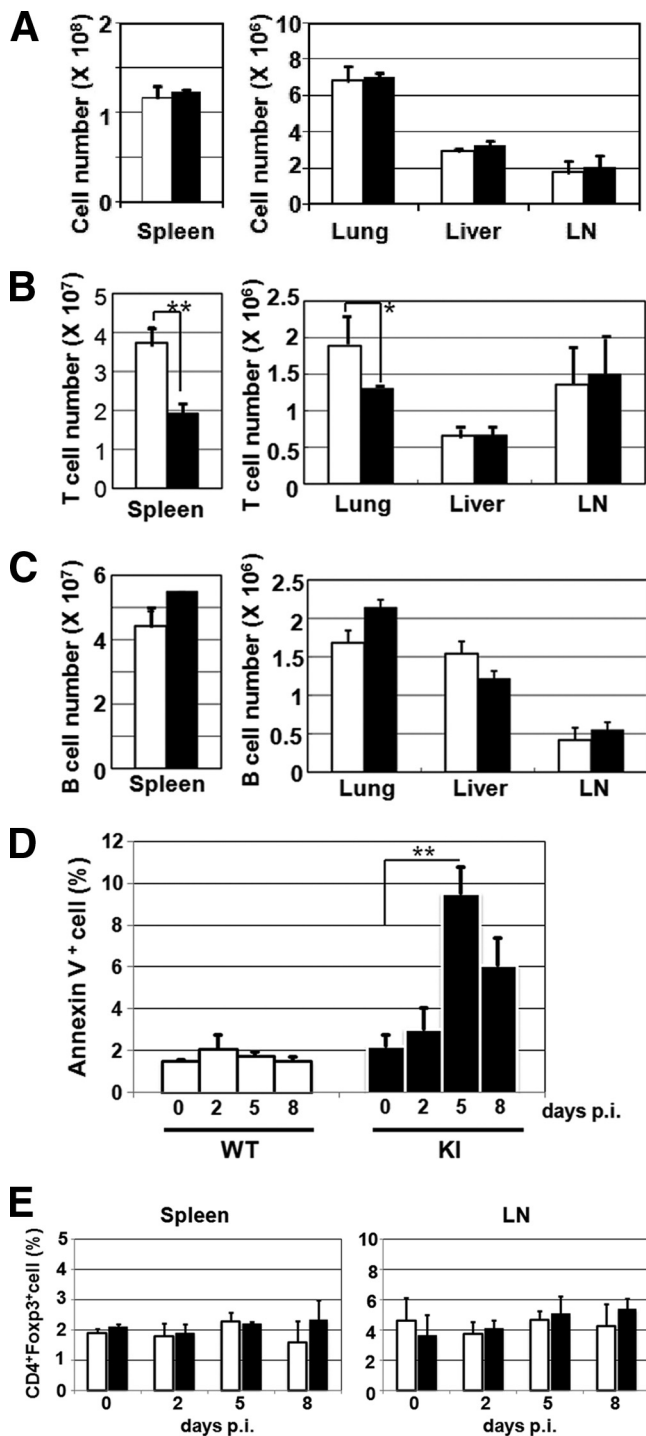 A
Cell number (X 10⁸)
2
1
0
Spleen
Cell number (X 10⁶)
10
8
6
4
2
0
Lung Liver LN
B
T cell number (X 10⁷)
5
4
3
2
1
0
**
Spleen
T cell number (X 10⁶)
2.5
2
1.5
1
0.5
0
*
Lung Liver LN
C
B cell number (X 10⁷)
6
4
2
0
Spleen
B cell number (X 10⁶)
2.5
2
1.5
1
0.5
0
Lung Liver LN
D
Annexin V⁺ cell (%)
12
10
8
6
4
2
0
**
0 2 5 8 0 2 5 8 days p.i.
WT KI
E
Spleen
CD4⁺Foxp3⁺cell (%)
5
4
3
2
1
0
0 2 5 8
days p.i.
LN
10
8
6
4
2
0
0 2 5 8
days p.i.